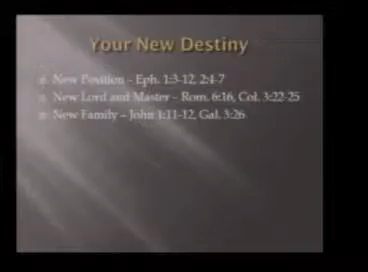 Your New Destiny
New Position - Eph. 1:3-12, 2:4-7
New Lord and Master - Rom. 6:16, Col. 3:22-25
New Family - John 1:11-12, Gal. 3:26